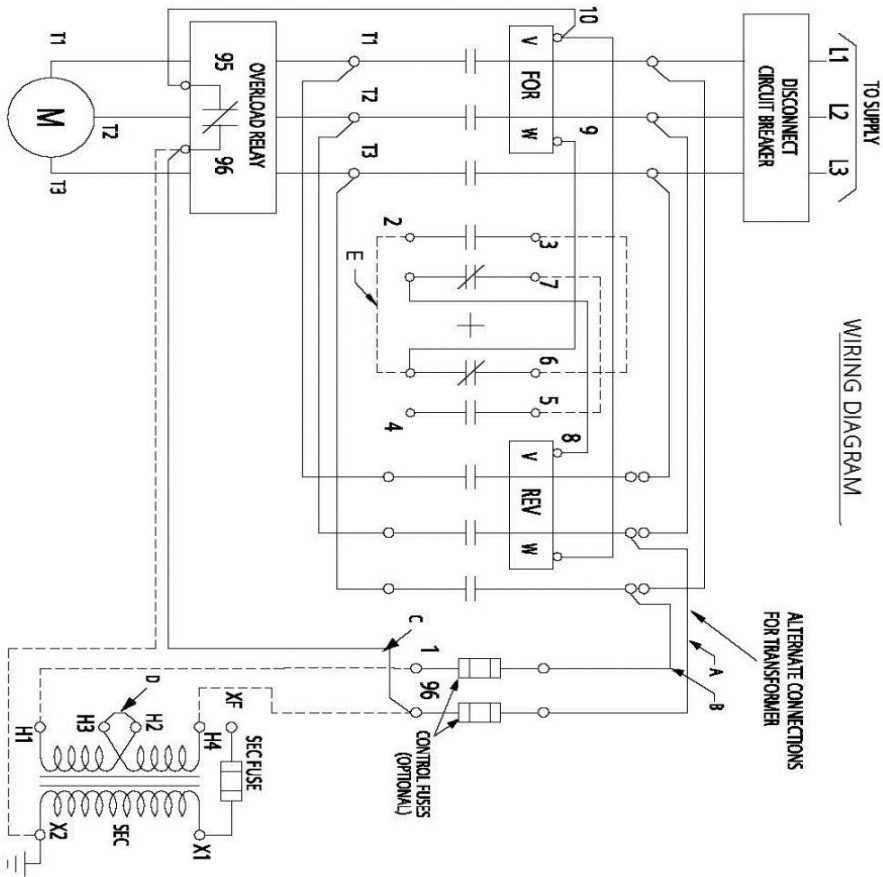 WIRING DIAGRAM
TO SUPPLY
L1
L2
L3
DISCONNECT
CIRCUIT BREAKER
ALTERNATE CONNECTIONS
FOR TRANSFORMER
A
B
10
V
FOR
W
9
8
V
REV
W
3
7
6
5
2
4
E
T1
T2
T3
OVERLOAD RELAY
95
96
T1
T2
T3
M
C
1
96
CONTROL FUSES
(OPTIONAL)
D
XF
SEC FUSE
H1
H3
H2
H4
X2
SEC
X1